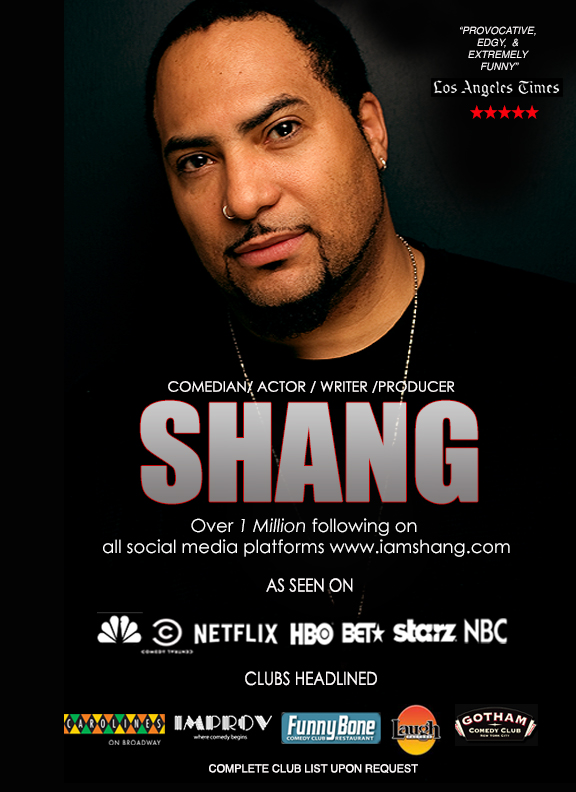 “PROVOCATIVE,
EDGY, &
EXTREMELY
FUNNY”
Los Angeles Times
COMEDIAN/ ACTOR / WRITER /PRODUCER
SHANG
Over 1 Million following on
all social media platforms www.iamshang.com
AS SEEN ON
COMEDY CENTRAL NETFLIX HBO BET starz NBC
CLUBS HEADLINED
CAROLINES ON BROADWAY
IMPROV where comedy begins
FunnyBone COMEDY CLUB RESTAURANT
Laugh Factory
GOTHAM COMEDY CLUB NEW YORK CITY
COMPLETE CLUB LIST UPON REQUEST